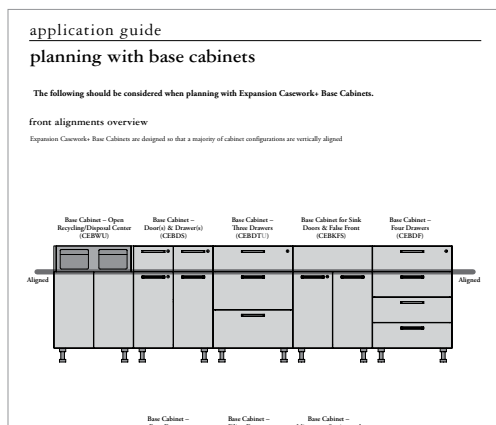 application guide
planning with base cabinets
The following should be considered when planning with Expansion Casework+ Base Cabinets.
front alignments overview
Expansion Casework+ Base Cabinets are designed so that a majority of cabinet configurations are vertically aligned
Base Cabinet – Open
Recycling/Disposal Center
(CEBWU)
Base Cabinet –
Door(s) & Drawer(s)
(CEBDS)
Base Cabinet –
Three Drawers
(CEBDTU)
Base Cabinet for Sink
Doors & False Front
(CEBKFS)
Base Cabinet –
Four Drawers
(CEBDF)
Aligned
Aligned
Base Cabinet –
Base Cabinet –
Base Cabinet –